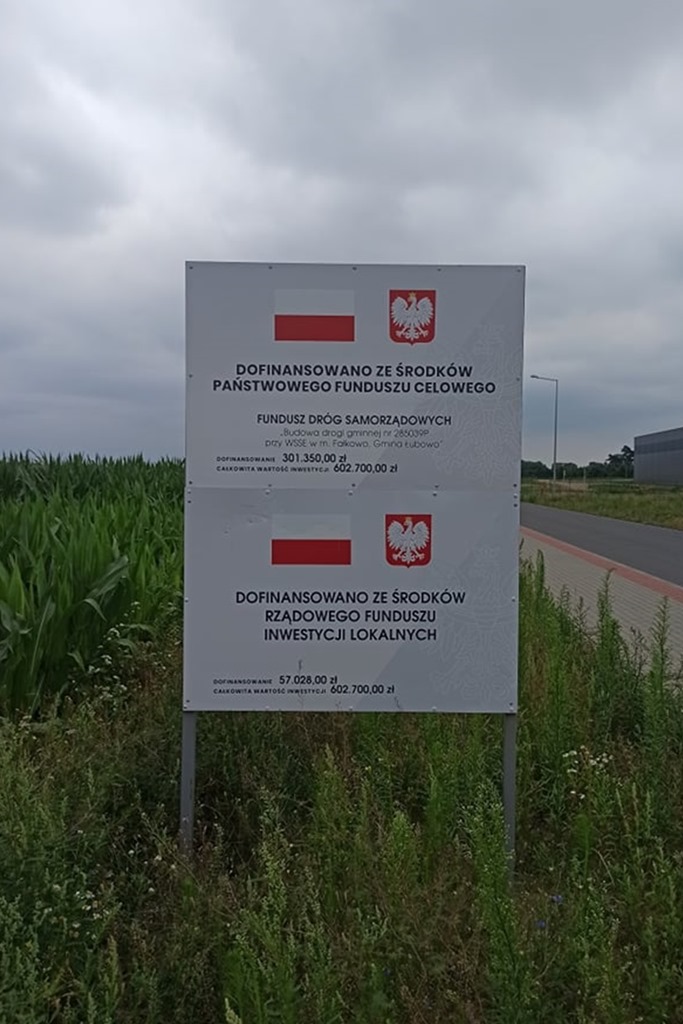 DOFINANSOWANO ZE ŚRODKÓW
PAŃSTWOWEGO FUNDUSZU CELOWEGO
FUNDUSZ DRÓG SAMORZĄDOWYCH
„Budowa drogi gminnej nr 285039P
przy WSSE w m. Fałkowo, Gmina Łubowo"
DOFINANSOWANIE 301.350,00 zł
CAŁKOWITA WARTOŚĆ INWESTYCJI 602.700,00 zł
DOFINANSOWANO ZE ŚRODKÓW
RZĄDOWEGO FUNDUSZU
INWESTYCJI LOKALNYCH
DOFINANSOWANIE 57.028,00 zł
CAŁKOWITA WARTOŚĆ INWESTYCJI 602.700,00 zł